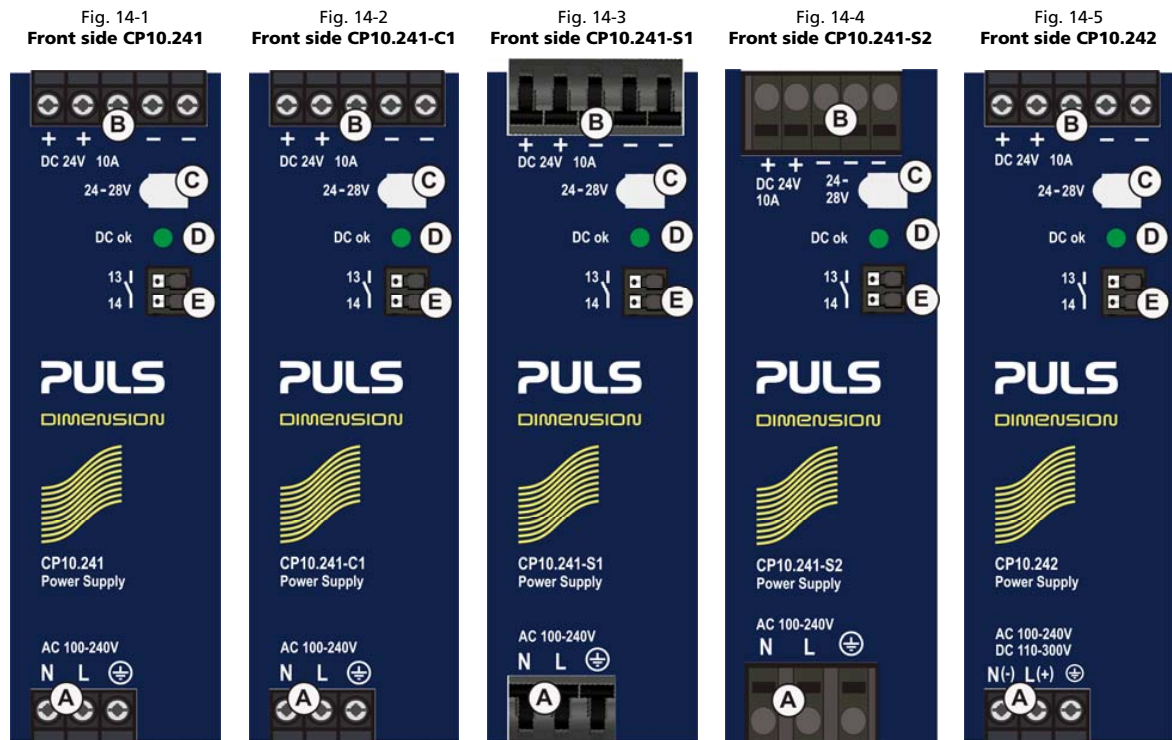 Fig. 14-1
Front side CP10.241
B
+ + – –
DC 24V 10A
24-28V C
DC ok D
13
14 E
PULS
DIMENSION
CP10.241
Power Supply
AC 100-240V
N L
A
Fig. 14-2
Front side CP10.241-C1
B
+ + – –
DC 24V 10A
24-28V C
DC ok D
13
14 E
PULS
DIMENSION
CP10.241-C1
Power Supply
AC 100-240V
N L
A
Fig. 14-3
Front side CP10.241-S1
B
+ + – – –
DC 24V 10A
24-28V C
DC ok D
13
14 E
PULS
DIMENSION
CP10.241-S1
Power Supply
AC 100-240V
N L
A
Fig. 14-4
Front side CP10.241-S2
B
+ + – – –
DC 24V 24-
10A 28V C
DC ok D
13
14 E
PULS
DIMENSION
CP10.241-S2
Power Supply
AC 100-240V
N L
A
Fig. 14-5
Front side CP10.242
B
+ + – –
DC 24V 10A
24-28V C
DC ok D
13
14 E
PULS
DIMENSION
CP10.242
Power Supply
AC 100-240V
DC 110-300V
N(-) L(+)
A